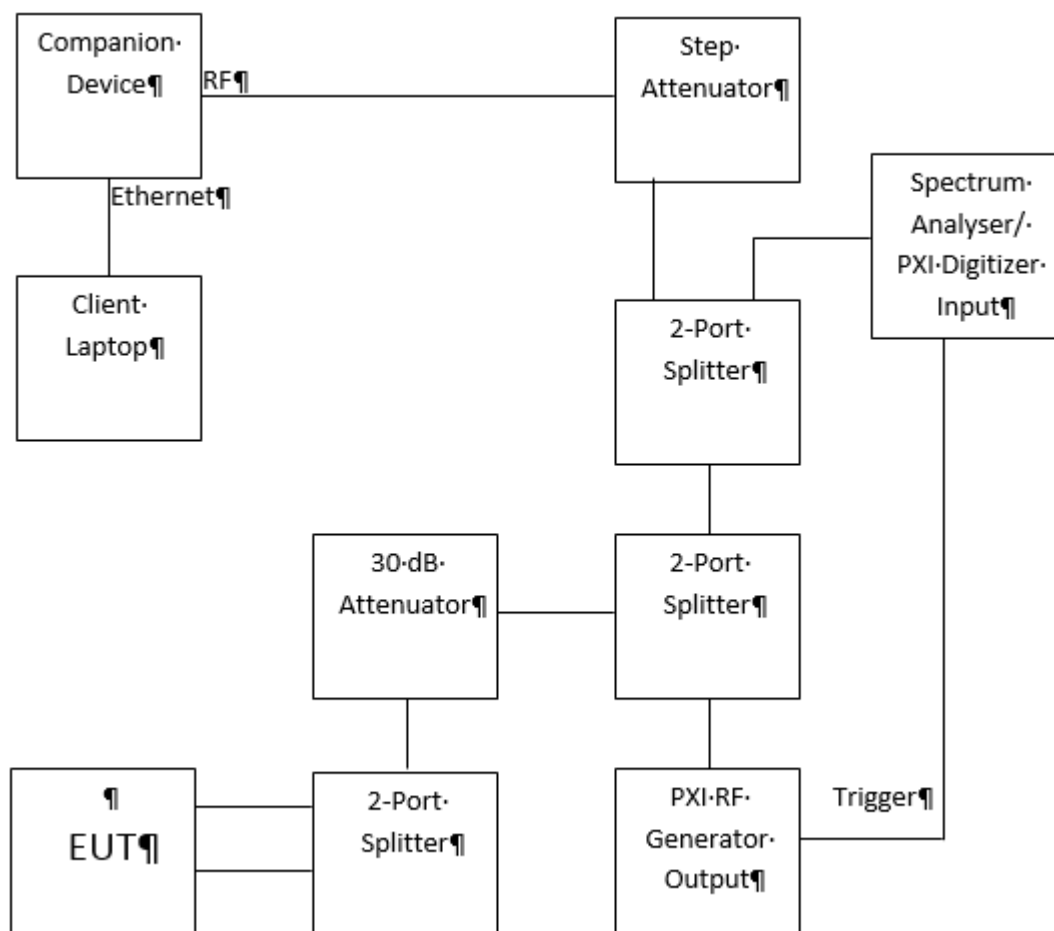 Companion·
Device¶
RF¶
Step·
Attenuator¶
Ethernet¶
Spectrum·
Analyser/·
PXI·Digitizer·
Input¶
Client·
Laptop¶
2-Port·
Splitter¶
30·dB·
Attenuator¶
2-Port·
Splitter¶
¶
EUT¶
2-Port·
Splitter¶
PXI·RF·
Generator·
Output¶
Trigger¶